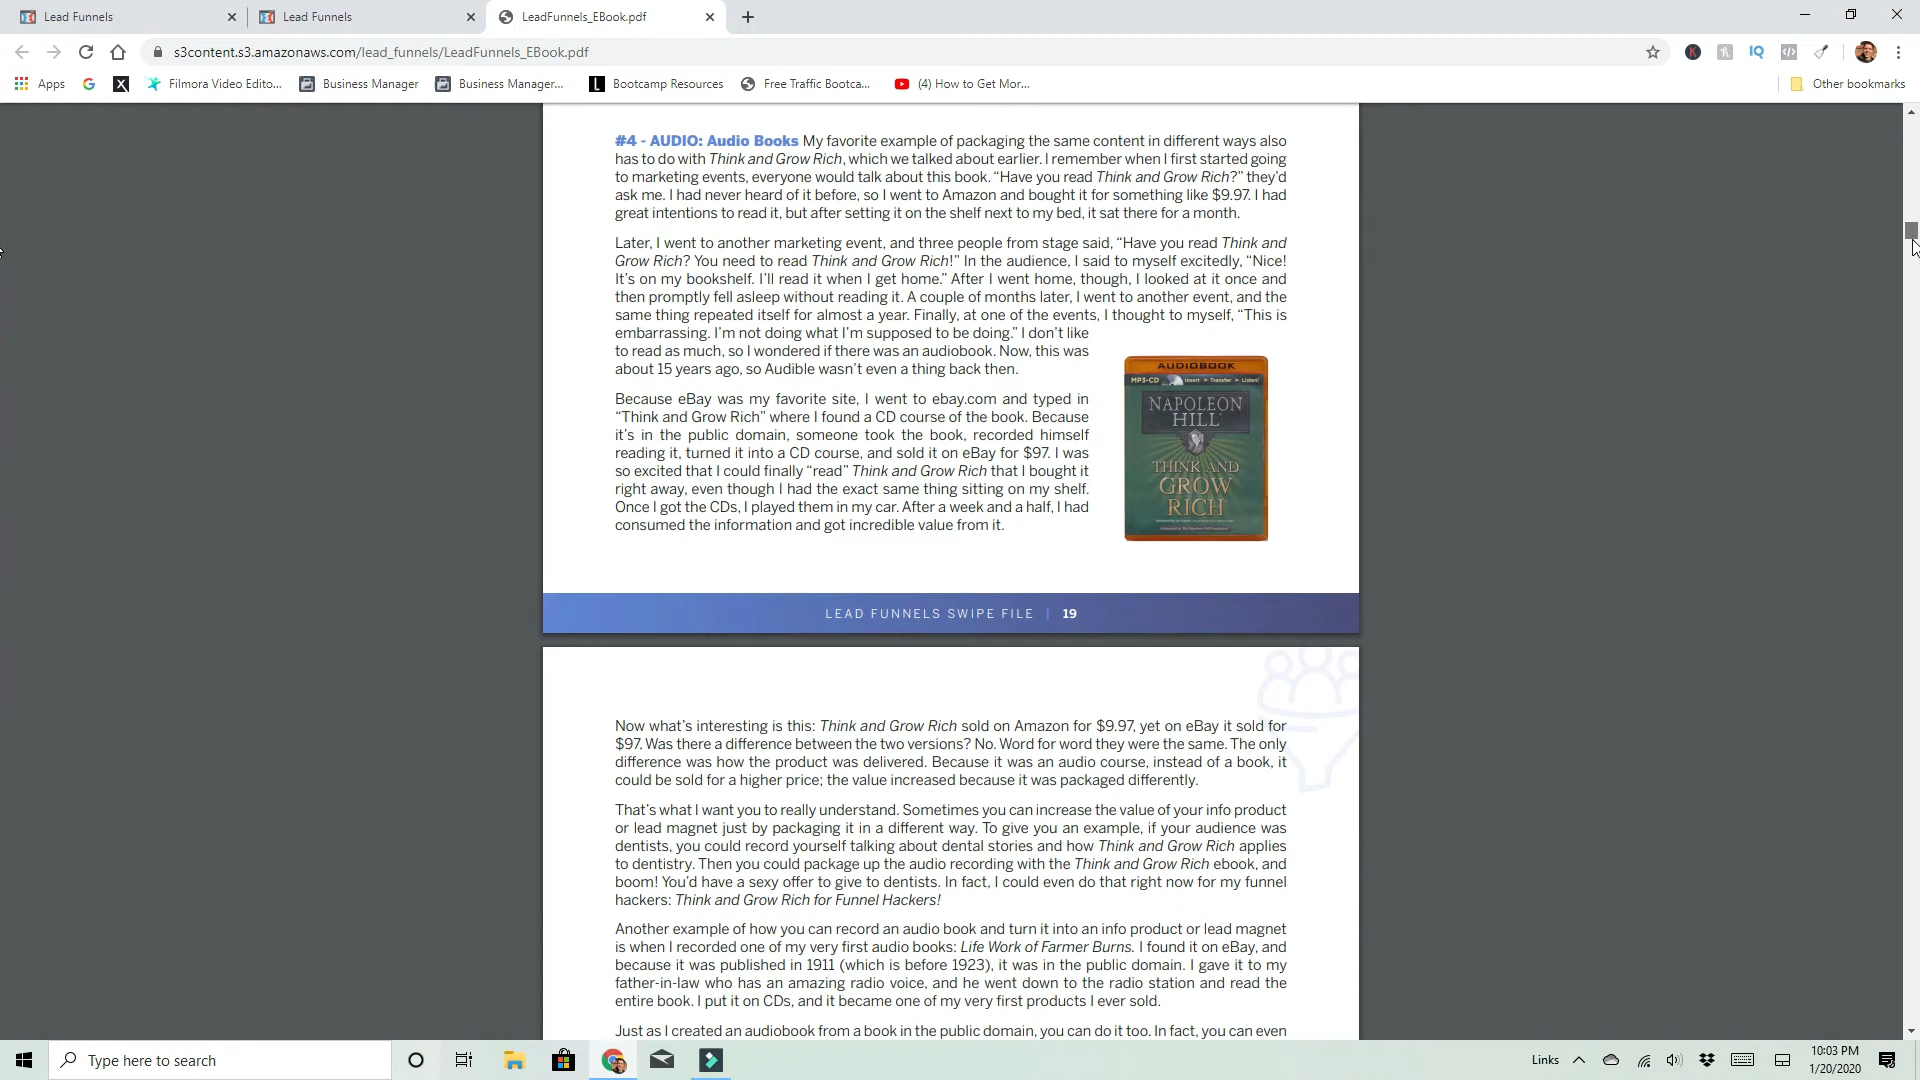 Lead Funnels
Lead Funnels
LeadFunnels_EBook.pdf
s3content.s3.amazonaws.com/lead_funnels/LeadFunnels_EBook.pdf
Apps
Filmora Video Edito...
Business Manager
Business Manager...
Bootcamp Resources
Free Traffic Bootca...
(4) How to Get Mor...
Other bookmarks
#4 - AUDIO: Audio Books My favorite example of packaging the same content in different ways also
has to do with Think and Grow Rich, which we talked about earlier. I remember when I first started going
to marketing events, everyone would talk about this book. “Have you read Think and Grow Rich?” they’d
ask me. I had never heard of it before, so I went to Amazon and bought it for something like $9.97. I had
great intentions to read it, but after setting it on the shelf next to my bed, it sat there for a month.
Later, I went to another marketing event, and three people from stage said, “Have you read Think and
Grow Rich? You need to read Think and Grow Rich!” In the audience, I said to myself excitedly, “Nice!
It’s on my bookshelf. I’ll read it when I get home.” After I went home, though, I looked at it once and
then promptly fell asleep without reading it. A couple of months later, I went to another event, and the
same thing repeated itself for almost a year. Finally, at one of the events, I thought to myself, “This is
embarrassing. I’m not doing what I’m supposed to be doing.” I don’t like
to read as much, so I wondered if there was an audiobook. Now, this was
about 15 years ago, so Audible wasn’t even a thing back then.
Because eBay was my favorite site, I went to ebay.com and typed in
“Think and Grow Rich” where I found a CD course of the book. Because
it’s in the public domain, someone took the book, recorded himself
reading it, turned it into a CD course, and sold it on eBay for $97. I was
so excited that I could finally “read” Think and Grow Rich that I bought it
right away, even though I had the exact same thing sitting on my shelf.
Once I got the CDs, I played them in my car. After a week and a half, I had
consumed the information and got incredible value from it.
AUDIOBOOK
MP3-CD Insert Transfer Listen!
NAPOLEON
HILL
THINK AND
GROW
RICH
LEAD FUNNELS SWIPE FILE | 19
Now what’s interesting is this: Think and Grow Rich sold on Amazon for $9.97, yet on eBay it sold for
$97. Was there a difference between the two versions? No. Word for word they were the same. The only
difference was how the product was delivered. Because it was an audio course, instead of a book, it
could be sold for a higher price; the value increased because it was packaged differently.
That’s what I want you to really understand. Sometimes you can increase the value of your info product
or lead magnet just by packaging it in a different way. To give you an example, if your audience was
dentists, you could record yourself talking about dental stories and how Think and Grow Rich applies
to dentistry. Then you could package up the audio recording with the Think and Grow Rich ebook, and
boom! You’d have a sexy offer to give to dentists. In fact, I could even do that right now for my funnel
hackers: Think and Grow Rich for Funnel Hackers!
Another example of how you can record an audio book and turn it into an info product or lead magnet
is when I recorded one of my very first audio books: Life Work of Farmer Burns. I found it on eBay, and
because it was published in 1911 (which is before 1923), it was in the public domain. I gave it to my
father-in-law who has an amazing radio voice, and he went down to the radio station and read the
entire book. I put it on CDs, and it became one of my very first products I ever sold.
Just as I created an audiobook from a book in the public domain, you can do it too. In fact, you can even
Type here to search
Links
10:03 PM
1/20/2020